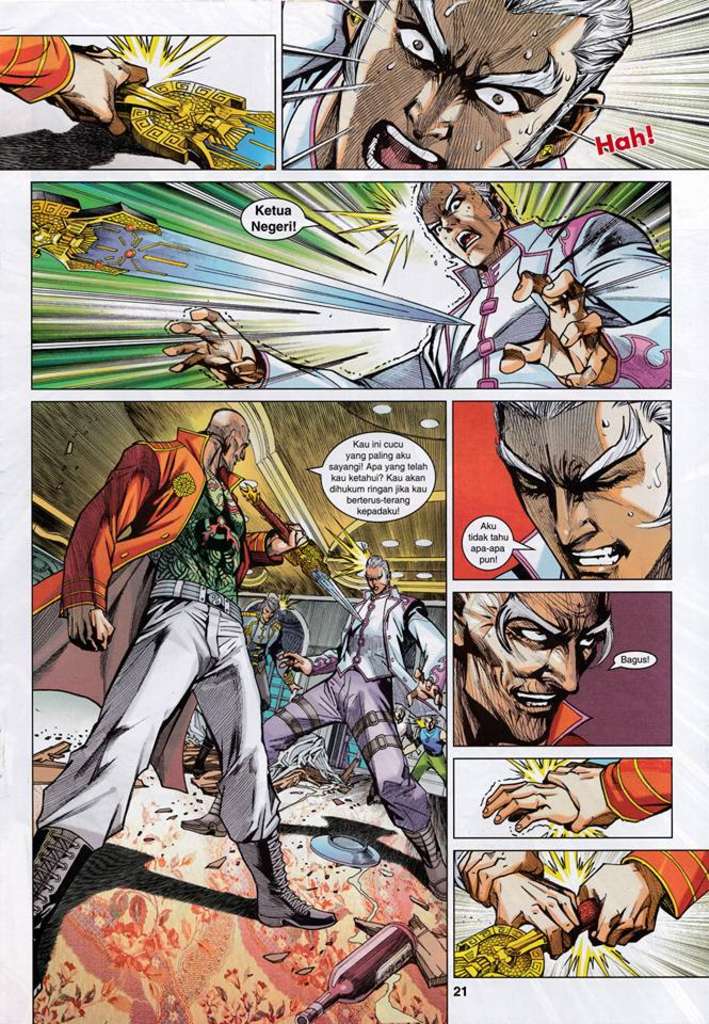 Hah!
Ketua
Negeri!
Kau ini cucu
yang paling aku
sayangi! Apa yang telah
kau ketahui? Kau akan
dihukum ringan jika kau
berterus-terang
kepadaku!
Aku
tidak tahu
apa-apa
pun!
Bagus!
21